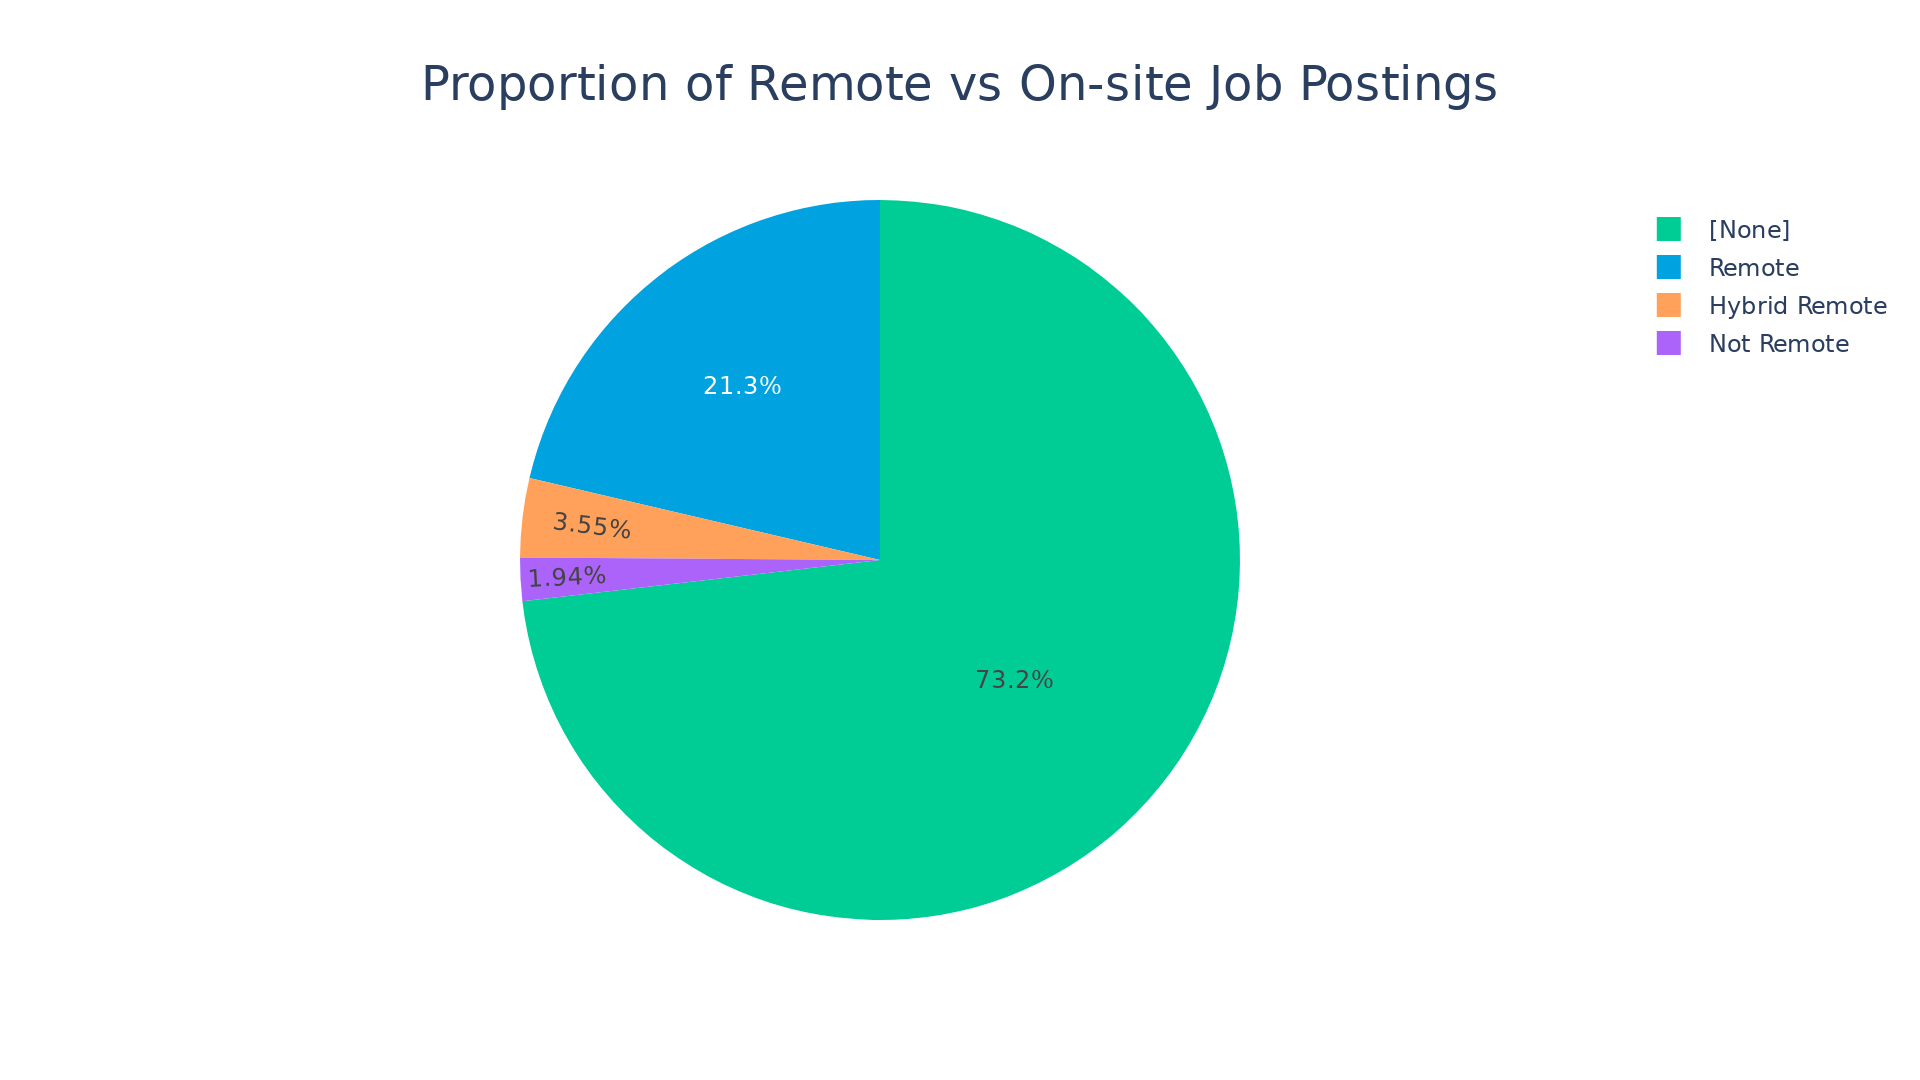 Proportion of Remote vs On-site Job Postings
[None]
Remote
Hybrid Remote
Not Remote
21.3%
3.55%
1.94%
73.2%